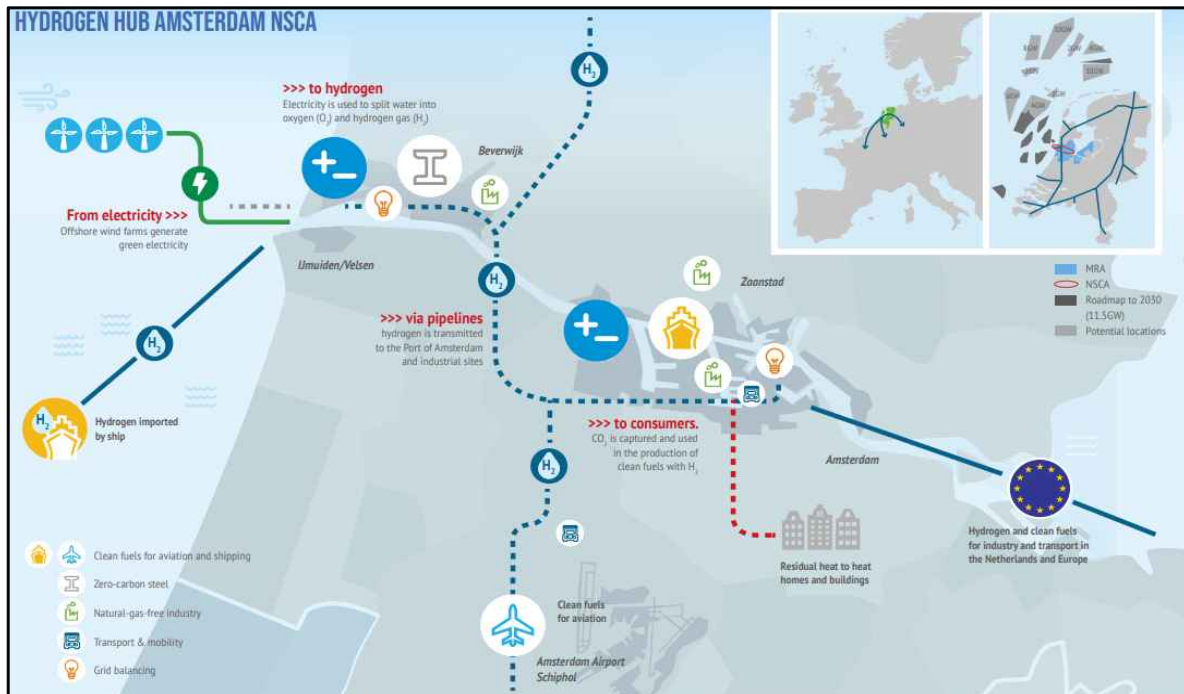 HYDROGEN HUB AMSTERDAM NSCA
H₂
>>> to hydrogen
Electricity is used to split water into
oxygen (O₂) and hydrogen gas (H₂)
Beverwijk
From electricity >>>
Offshore wind farms generate
green electricity
IJmuiden/Velsen
H₂
Zaanstad
>>> via pipelines
hydrogen is transmitted
to the Port of Amsterdam
and industrial sites
H₂
H₂
Hydrogen imported
by ship
>>> to consumers.
CO₂ is captured and used
in the production of
clean fuels with H₂
H₂
Amsterdam
Hydrogen and clean fuels
for industry and transport in
the Netherlands and Europe
Residual heat to heat
homes and buildings
Clean fuels
for aviation
Amsterdam Airport
Schiphol
Clean fuels for aviation and shipping
Zero-carbon steel
Natural-gas-free industry
Transport & mobility
Grid balancing
MRA
NSCA
Roadmap to 2030
(11.5GW)
Potential locations